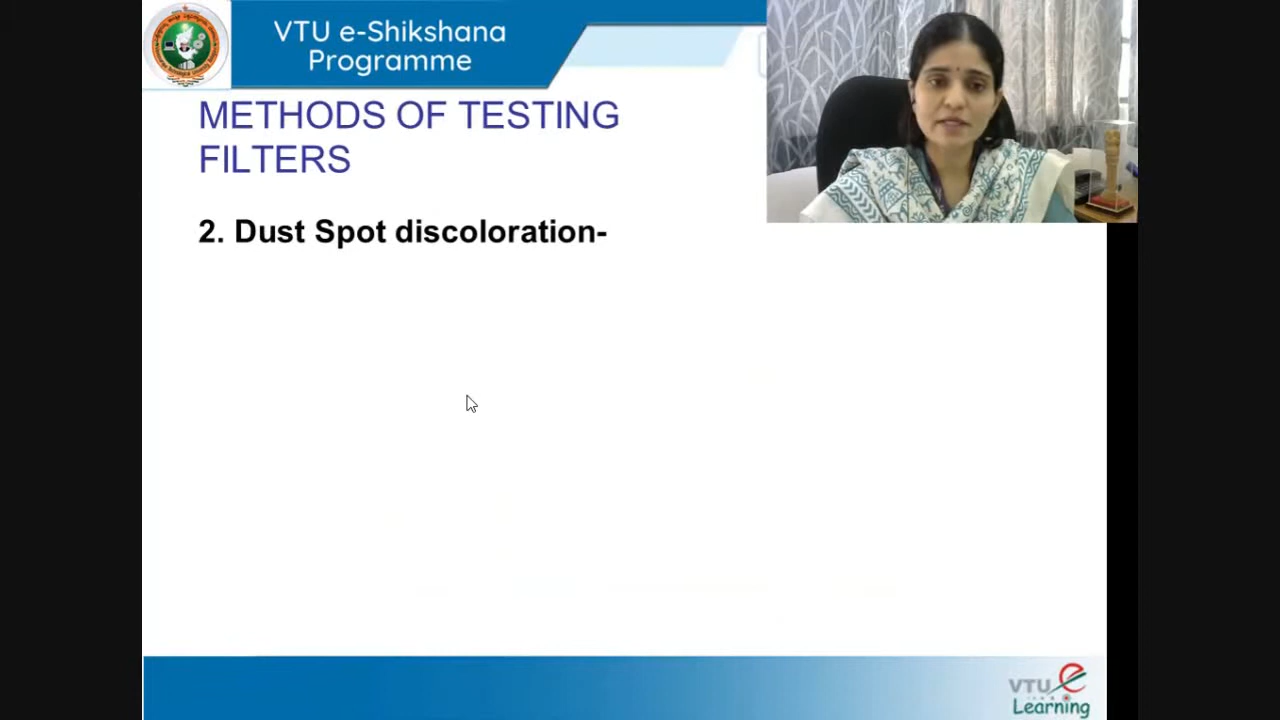 VTU e-Shikshana
Programme
METHODS OF TESTING
FILTERS
2. Dust Spot discoloration-
VTU e
Learning